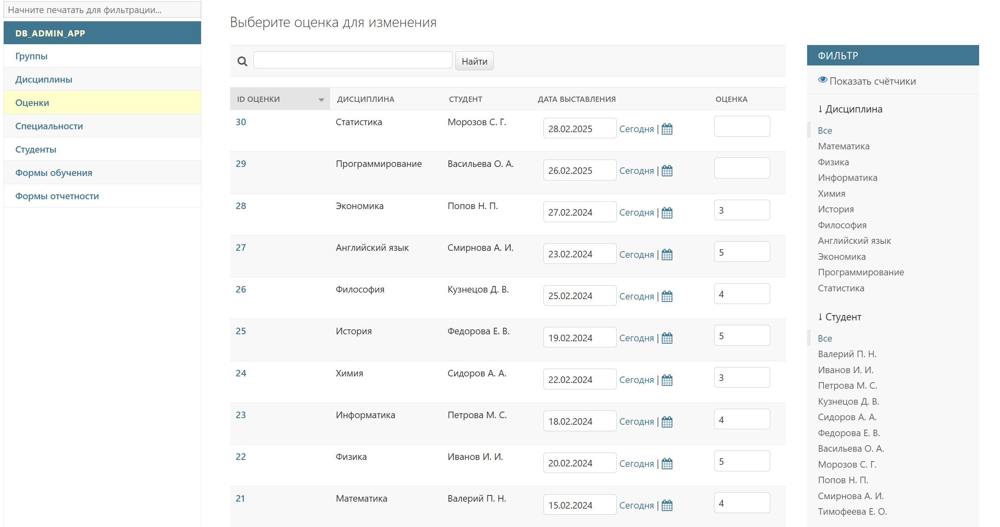 Начните печатать для фильтрации...
DB_ADMIN_APP
Группы
Дисциплины
Оценки
Специальности
Студенты
Формы обучения
Формы отчетности
Выберите оценка для изменения
Найти
ID ОЦЕНКИ ДИСЦИПЛИНА СТУДЕНТ ДАТА ВЫСТАВЛЕНИЯ ОЦЕНКА
30 Статистика Морозов С. Г. 28.02.2025 Сегодня |
29 Программирование Васильева О. А. 26.02.2025 Сегодня |
28 Экономика Попов Н. П. 27.02.2024 Сегодня | 3
27 Английский язык Смирнова А. И. 23.02.2024 Сегодня | 5
26 Философия Кузнецов Д. В. 25.02.2024 Сегодня | 4
25 История Федорова Е. В. 19.02.2024 Сегодня | 5
24 Химия Сидоров А. А. 22.02.2024 Сегодня | 3
23 Информатика Петрова М. С. 18.02.2024 Сегодня | 4
22 Физика Иванов И. И. 20.02.2024 Сегодня | 5
21 Математика Валерий П. Н. 15.02.2024 Сегодня | 4
ФИЛЬТР
Показать счётчики
↓ Дисциплина
Все
Математика
Физика
Информатика
Химия
История
Философия
Английский язык
Экономика
Программирование
Статистика
↓ Студент
Все
Валерий П. Н.
Иванов И. И.
Петрова М. С.
Кузнецов Д. В.
Сидоров А. А.
Федорова Е. В.
Васильева О. А.
Морозов С. Г.
Попов Н. П.
Смирнова А. И.
Тимофеева Е. О.